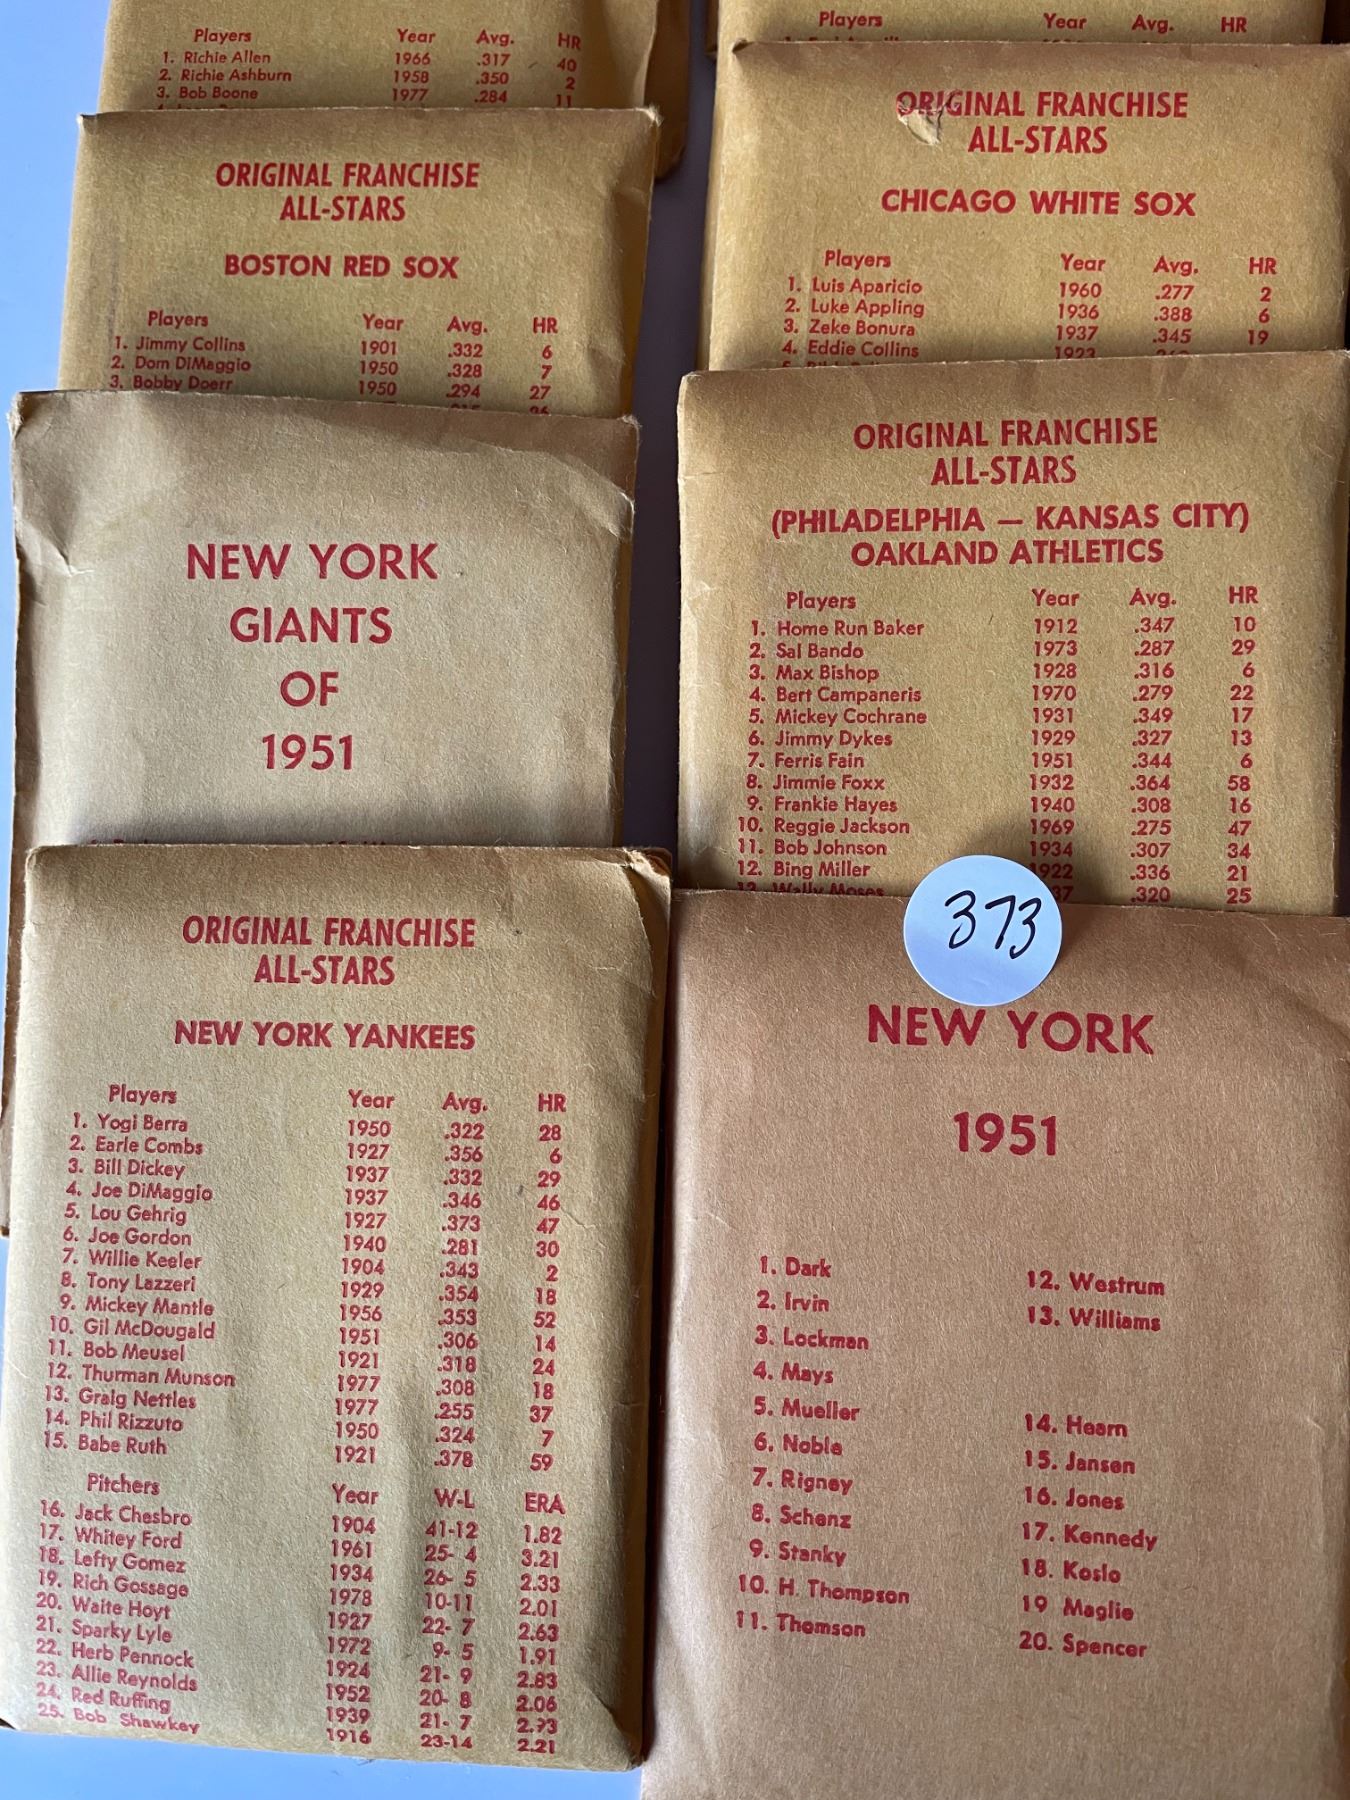 Players Year Avg. HR
1. Richie Allen 1966 .317 40
2. Richie Ashburn 1958 .350 2
3. Bob Boone 1977 .284 11
ORIGINAL FRANCHISE
ALL-STARS
BOSTON RED SOX
Players Year Avg. HR
1. Jimmy Collins 1901 .332 6
2. Dom DiMaggio 1950 .328 7
3. Bobby Doerr 1950 .294 27
NEW YORK
GIANTS
OF
1951
ORIGINAL FRANCHISE
ALL-STARS
NEW YORK YANKEES
Players Year Avg. HR
1. Yogi Berra 1950 .322 28
2. Earle Combs 1927 .356 6
3. Bill Dickey 1937 .332 29
4. Joe DiMaggio 1937 .346 46
5. Lou Gehrig 1927 .373 47
6. Joe Gordon 1940 .281 30
7. Willie Keeler 1904 .343 2
8. Tony Lazzeri 1929 .354 18
9. Mickey Mantle 1956 .353 52
10. Gil McDougald 1951 .306 14
11. Bob Meusel 1921 .318 24
12. Thurman Munson 1977 .308 18
13. Graig Nettles 1977 .255 37
14. Phil Rizzuto 1950 .324 7
15. Babe Ruth 1921 .378 59
Pitchers Year W-L ERA
16. Jack Chesbro 1904 41-12 1.82
17. Whitey Ford 1961 25- 4 3.21
18. Lefty Gomez 1934 26- 5 2.33
19. Rich Gossage 1978 10-11 2.01
20. Waite Hoyt 1927 22- 7 2.63
21. Sparky Lyle 1972 9- 5 1.91
22. Herb Pennock 1924 21- 9 2.83
23. Allie Reynolds 1952 20- 8 2.06
24. Red Ruffing 1939 21- 7 2.93
25. Bob Shawkey 1916 23-14 2.21
Players Year Avg. HR
ORIGINAL FRANCHISE
ALL-STARS
CHICAGO WHITE SOX
Players Year Avg. HR
1. Luis Aparicio 1960 .277 2
2. Luke Appling 1936 .388 6
3. Zeke Bonura 1937 .345 19
4. Eddie Collins 1923
ORIGINAL FRANCHISE
ALL-STARS
(PHILADELPHIA — KANSAS CITY)
OAKLAND ATHLETICS
Players Year Avg. HR
1. Home Run Baker 1912 .347 10
2. Sal Bando 1973 .287 29
3. Max Bishop 1928 .316 6
4. Bert Campaneris 1970 .279 22
5. Mickey Cochrane 1931 .349 17
6. Jimmy Dykes 1929 .327 13
7. Ferris Fain 1951 .344 6
8. Jimmie Foxx 1932 .364 58
9. Frankie Hayes 1940 .308 16
10. Reggie Jackson 1969 .275 47
11. Bob Johnson 1934 .307 34
12. Bing Miller 1922 .336 21
13. Wally Moses 37 .320 25
373
NEW YORK
1951
1. Dark
2. Irvin
3. Lockman
4. Mays
5. Mueller
6. Noble
7. Rigney
8. Schenz
9. Stanky
10. H. Thompson
11. Thomson
12. Westrum
13. Williams
14. Hearn
15. Jansen
16. Jones
17. Kennedy
18. Koslo
19 Maglie
20. Spencer